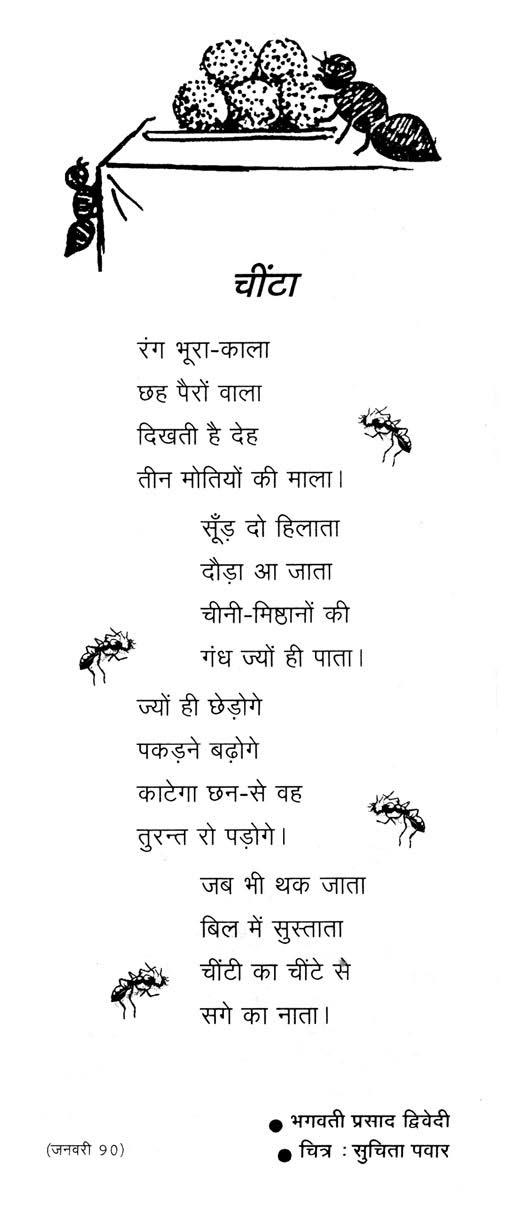 चींटा
रंग भूरा-काला
छह पैरों वाला
दिखती है देह
तीन मोतियों की माला।
सूँड़ दो हिलाता
दौड़ा आ जाता
चीनी-मिष्ठानों की
गंध ज्यों ही पाता।
ज्यों ही छेड़ोगे
पकड़ने बढ़ोगे
काटेगा छन-से वह
तुरन्त रो पड़ोगे।
जब भी थक जाता
बिल में सुस्ताता
चींटी का चींटे से
सगे का नाता।
● भगवती प्रसाद द्विवेदी
(जनवरी 90)
● चित्र : सुचिता पवार